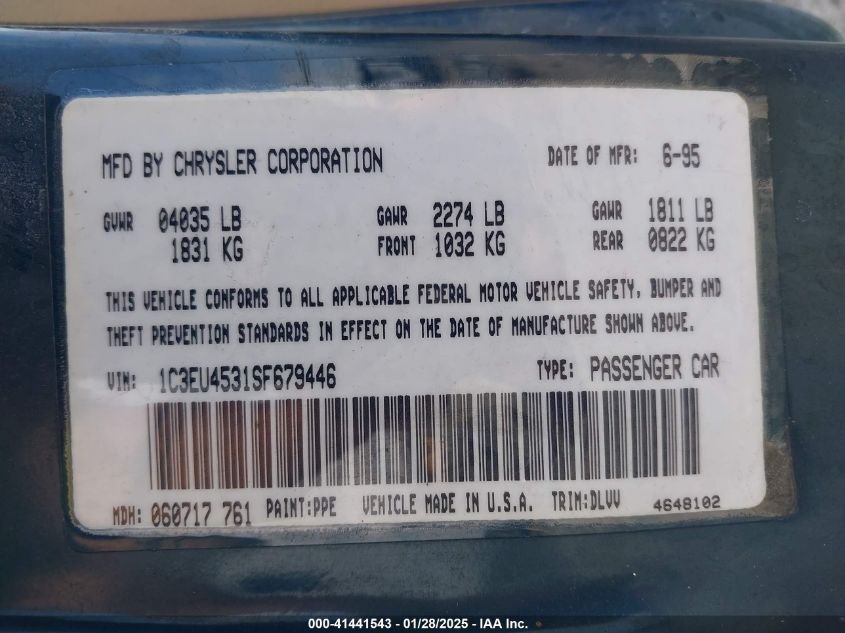 MFD BY CHRYSLER CORPORATION DATE OF MFR: 6-95
GVWR 04035 LB GAWR 2274 LB GAWR 1811 LB
1831 KG FRONT 1032 KG REAR 0822 KG
THIS VEHICLE CONFORMS TO ALL APPLICABLE FEDERAL MOTOR VEHICLE SAFETY, BUMPER AND
THEFT PREVENTION STANDARDS IN EFFECT ON THE DATE OF MANUFACTURE SHOWN ABOVE.
VIN: 1C3EU4531SF679446 TYPE: PASSENGER CAR
MDH: 060717 761 PAINT:PPE VEHICLE MADE IN U.S.A. TRIM:DLVV 4648102
000-41441543 - 01/28/2025 - IAA Inc.